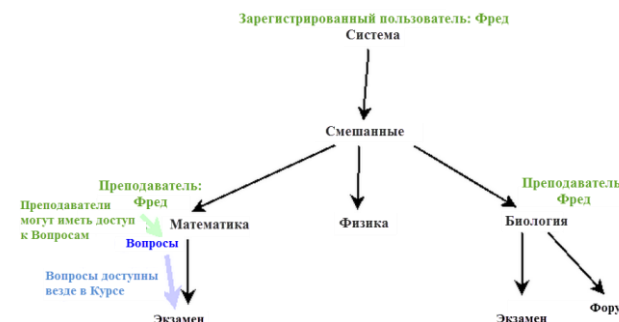 Зарегистрированный пользователь: Фред
Система
Смешанные
Преподаватель:
Фред
Преподаватели
могут иметь доступ
к Вопросам
Математика
Вопросы
Физика
Преподаватель
Фред
Биология
Вопросы доступны
везде в Курсе
Экзамен
Экзамен
Фору